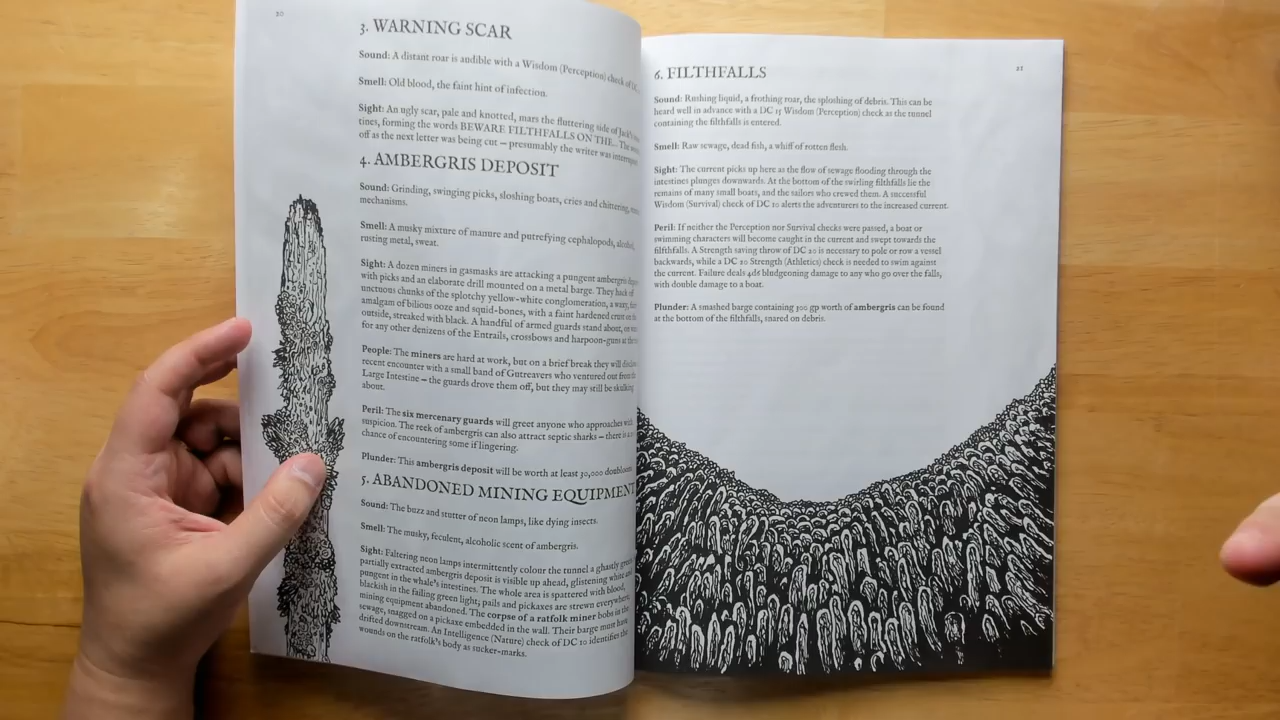 20
3. WARNING SCAR
Sound: A distant roar is audible with a Wisdom (Perception) check of DC
Smell: Old blood, the faint hint of infection.
Sight: An ugly scar, pale and knotted, mars the fluttering side of Jack's
tines, forming the words BEWARE FILTHFALLS ON THE... The
off as the next letter was being cut – presumably the writer was
4. AMBERGRIS DEPOSIT
Sound: Grinding, swinging picks, sloshing boats, cries and chittering,
mechanisms.
Smell: A musky mixture of manure and putrefying cephalopods, alcohol,
rusting metal, sweat.
Sight: A dozen miners in gasmasks are attacking a pungent ambergris
with picks and an elaborate drill mounted on a metal barge. They hack
unctuous chunks of the splotchy yellow-white conglomeration, a waxy,
amalgam of bilious ooze and squid-bones, with a faint hardened crust
outside, streaked with black. A handful of armed guards stand about,
for any other denizens of the Entrails, crossbows and harpoon-guns at
People: The miners are hard at work, but on a brief break they will
recent encounter with a small band of Gutreavers who ventured out
Large Intestine – the guards drove them off, but they may still be skulking
about.
Peril: The six mercenary guards will greet anyone who approaches with
suspicion. The reek of ambergris can also attract septic sharks – there is
chance of encountering some if lingering.
Plunder: This ambergris deposit will be worth at least 30,000 doubloons
5. ABANDONED MINING EQUIPMENT
Sound: The buzz and stutter of neon lamps, like dying insects.
Smell: The musky, feculent, alcoholic scent of ambergris.
Sight: Faltering neon lamps intermittently colour the tunnel a ghastly green
partially extracted ambergris deposit is visible up ahead, glistening white and
pungent in the whale's intestines. The whole area is spattered with blood,
blackish in the failing green light; pails and pickaxes are strewn everywhere,
mining equipment abandoned. The corpse of a ratfolk miner bobs in the
sewage, snagged on a pickaxe embedded in the wall. Their barge must have
drifted downstream. An Intelligence (Nature) check of DC 10 identifies the
wounds on the ratfolk's body as sucker-marks.
21
6. FILTHFALLS
Sound: Rushing liquid, a frothing roar, the sploshing of debris. This can be
heard well in advance with a DC 15 Wisdom (Perception) check as the tunnel
containing the filthfalls is entered.
Smell: Raw sewage, dead fish, a whiff of rotten flesh.
Sight: The current picks up here as the flow of sewage flooding through the
intestines plunges downwards. At the bottom of the swirling filthfalls lie the
remains of many small boats, and the sailors who crewed them. A successful
Wisdom (Survival) check of DC 10 alerts the adventurers to the increased current.
Peril: If neither the Perception nor Survival checks were passed, a boat or
swimming characters will become caught in the current and swept towards the
filthfalls. A Strength saving throw of DC 20 is necessary to pole or row a vessel
backwards, while a DC 20 Strength (Athletics) check is needed to swim against
the current. Failure deals 4d8 bludgeoning damage to any who go over the falls,
with double damage to a boat.
Plunder: A smashed barge containing 500 gp worth of ambergris can be found
at the bottom of the filthfalls, snared on debris.